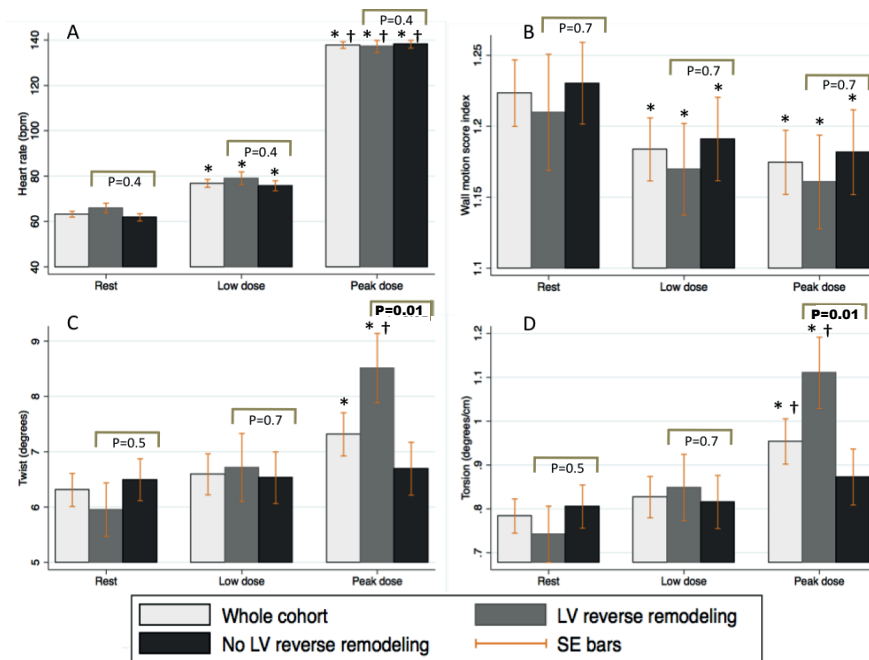 A
P=0.4
* † * † * †
140
120
100
80
60
40
Heart rate (bpm)
P=0.4
P=0.4
* * *
Rest Low dose Peak dose
B
P=0.7
P=0.7
P=0.7
* * *
* * *
1.25
1.2
1.15
1.1
Wall motion score index
Rest Low dose Peak dose
C
P=0.01
* †
*
9
8
7
6
5
Twist (degrees)
P=0.5
P=0.7
Rest Low dose Peak dose
D
P=0.01
* †
* †
1.2
1.1
1
.9
.8
.7
Torsion (degrees/cm)
P=0.5
P=0.7
Rest Low dose Peak dose
Whole cohort LV reverse remodeling
No LV reverse remodeling SE bars